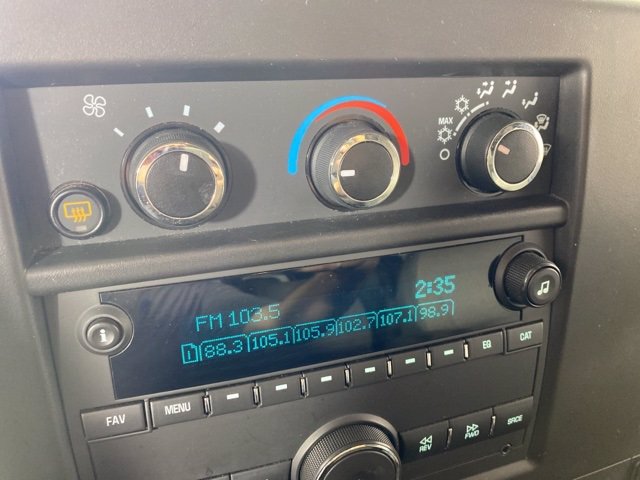 MAX
FM 103.5
2:35
1 88.3 105.1 105.9 102.7 107.1 98.9
i
FAV
MENU
EQ
CAT
REV
FWD
SRCE